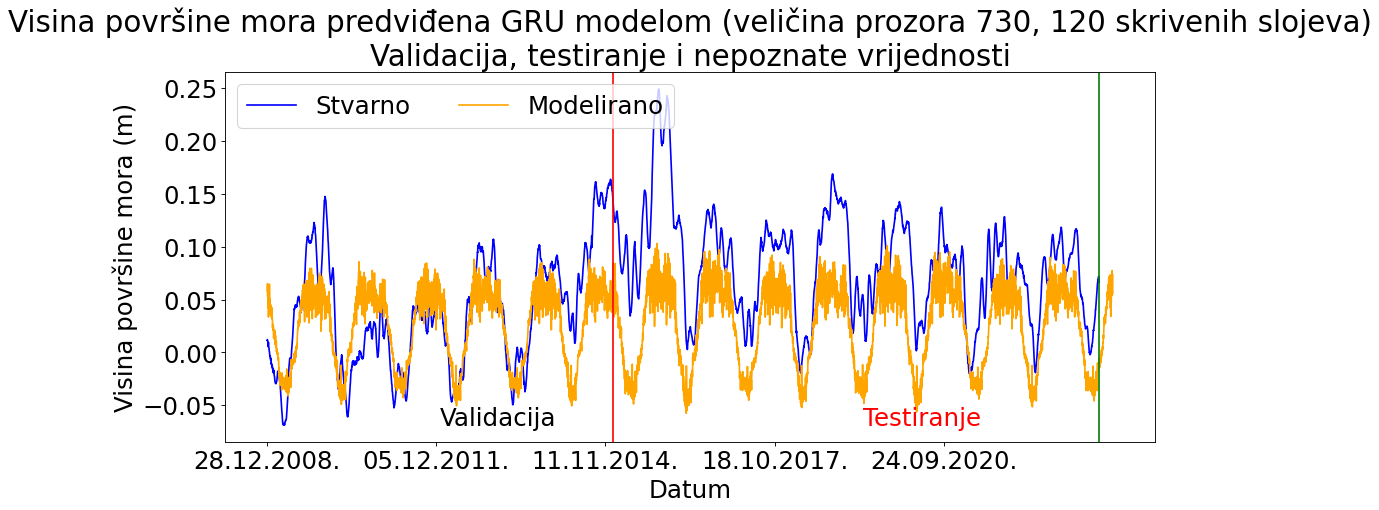 Visina površine mora predviđena GRU modelom (veličina prozora 730, 120 skrivenih slojeva)
Validacija, testiranje i nepoznate vrijednosti
Stvarno
Modelirano
Visina površine mora (m)
0.25
0.20
0.15
0.10
0.05
0.00
−0.05
Validacija
Testiranje
28.12.2008.
05.12.2011.
11.11.2014.
18.10.2017.
24.09.2020.
Datum